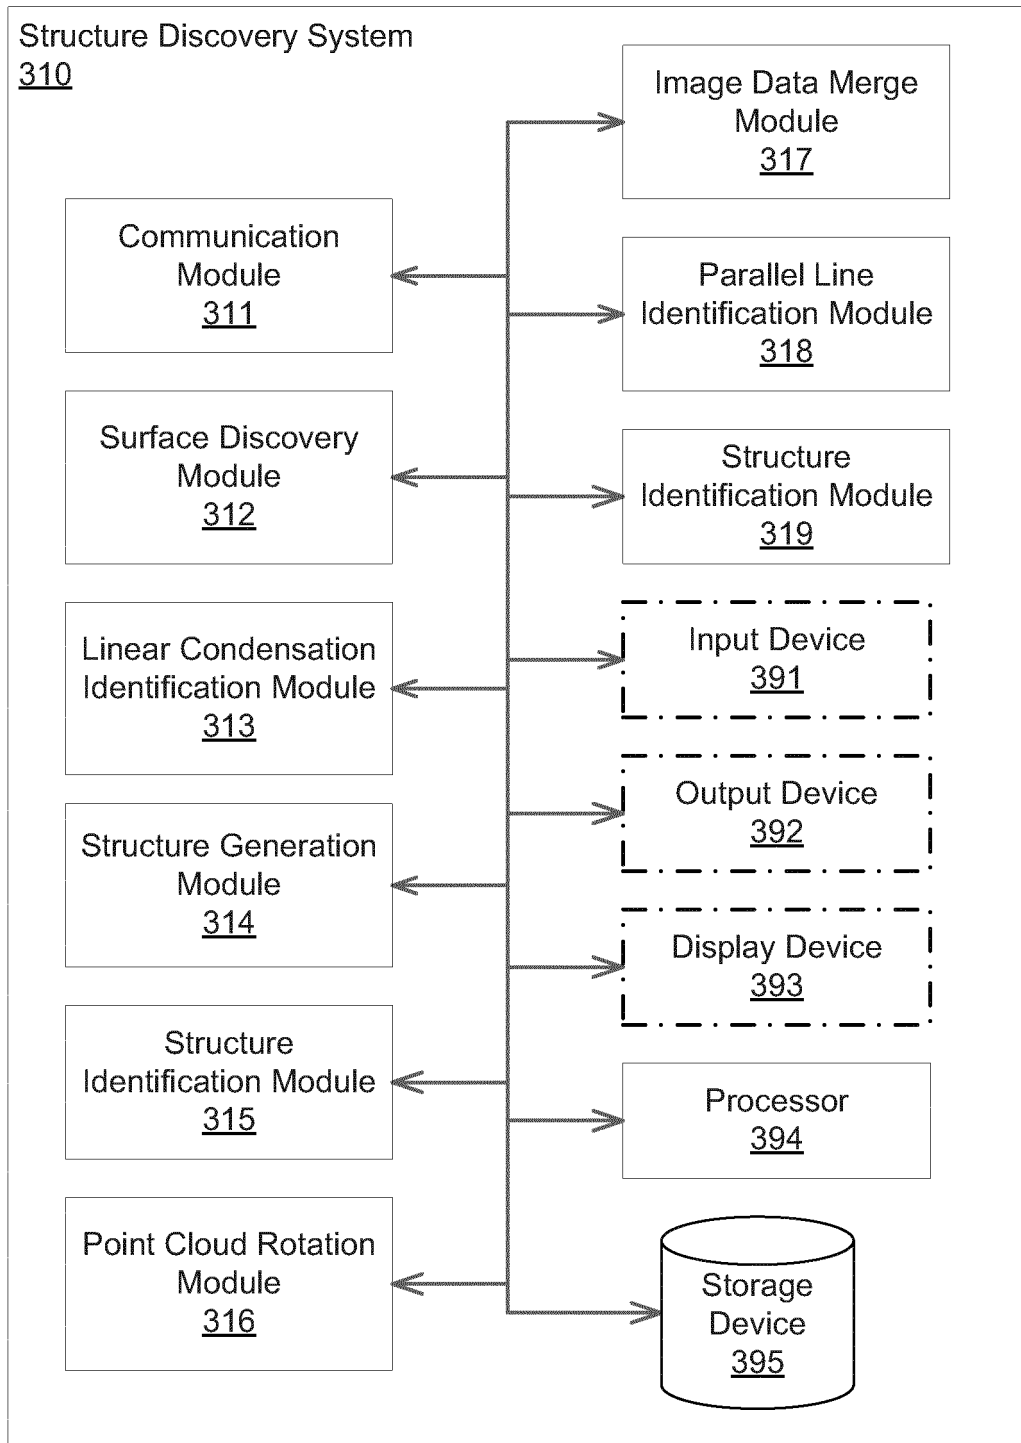 Structure Discovery System
310
Communication
Module
311
Surface Discovery
Module
312
Linear Condensation
Identification Module
313
Structure Generation
Module
314
Structure
Identification Module
315
Point Cloud Rotation
Module
316
Image Data Merge
Module
317
Parallel Line
Identification Module
318
Structure
Identification Module
319
Input Device
391
Output Device
392
Display Device
393
Processor
394
Storage
Device
395